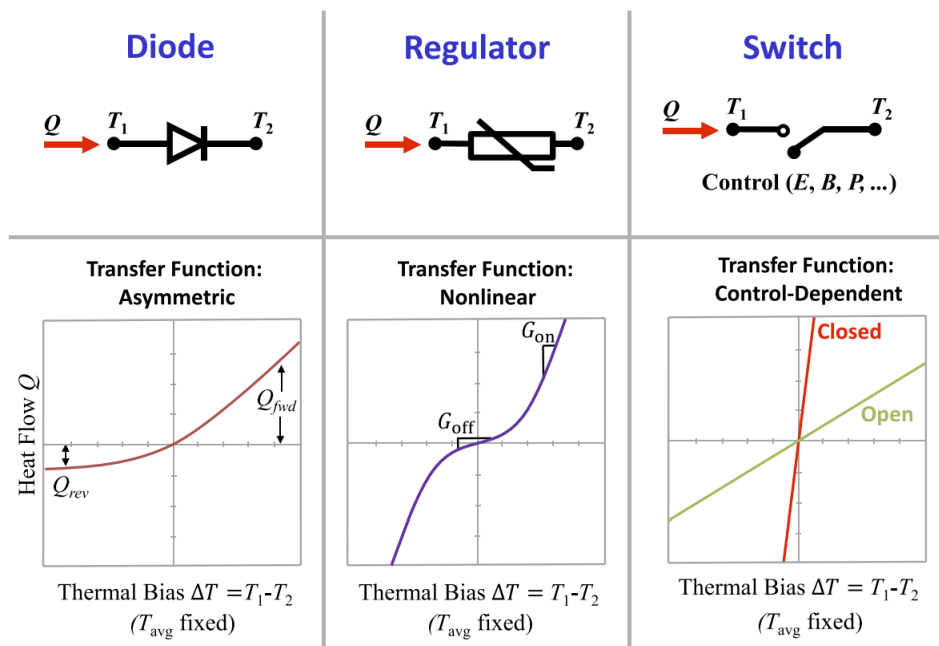 Diode
Q
T1
T2
Regulator
Q
T1
T2
Switch
Q
T1
T2
Control (E, B, P, ...)
Transfer Function:
Asymmetric
Heat Flow Q
Qfwd
Qrev
Thermal Bias ΔT = T1-T2
(Tavg fixed)
Transfer Function:
Nonlinear
Gon
Goff
Thermal Bias ΔT = T1-T2
(Tavg fixed)
Transfer Function:
Control-Dependent
Closed
Open
Thermal Bias ΔT = T1-T2
(Tavg fixed)